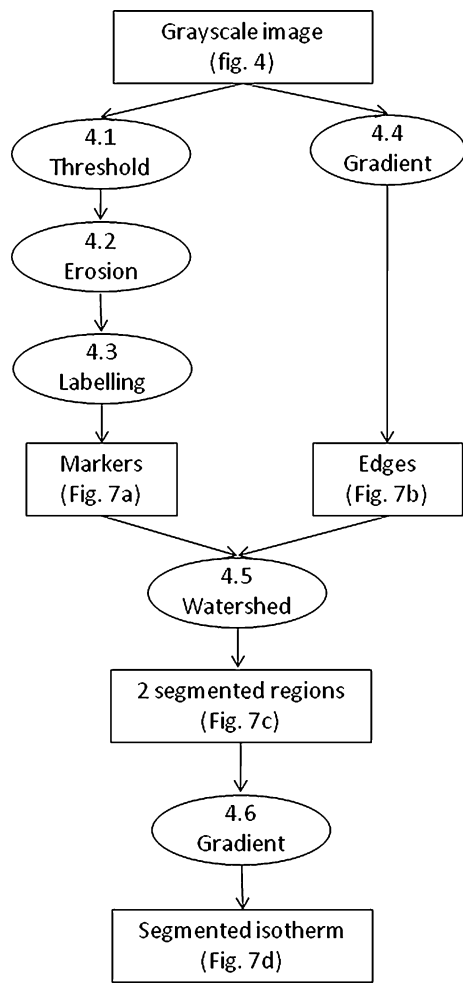 Grayscale image
(fig. 4)
4.1
Threshold
4.4
Gradient
4.2
Erosion
4.3
Labelling
Markers
(Fig. 7a)
Edges
(Fig. 7b)
4.5
Watershed
2 segmented regions
(Fig. 7c)
4.6
Gradient
Segmented isotherm
(Fig. 7d)